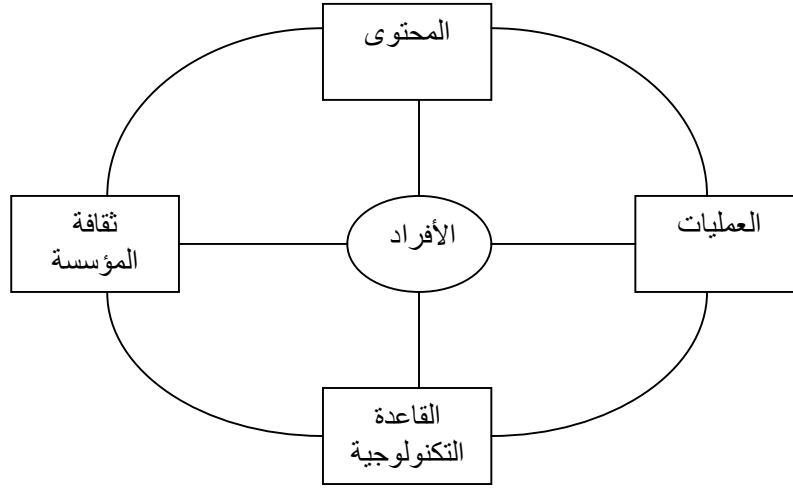 المحتوى
العمليات
الأفراد
ثقافة
المؤسسة
القاعدة
التكنولوجية